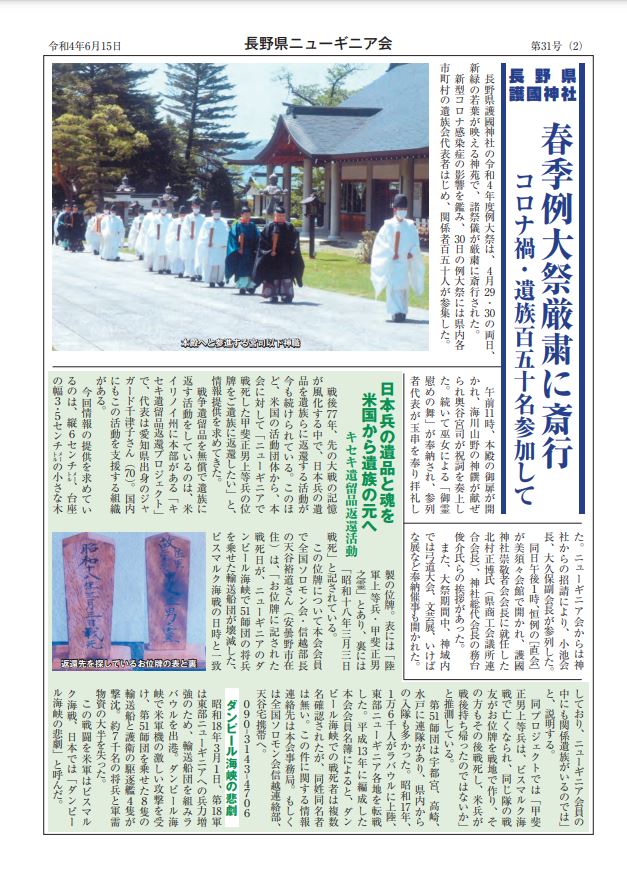 令和4年6月15日
長野県ニューギニア会
第31号（2）
長野県
護國神社
春季例大祭厳粛に斎行
コロナ禍・遺族百五十名参加して
長野県護國神社の令和4年度例大祭は、4月29・30の両日、
新緑の若葉が映える神苑で、諸祭儀が厳粛に斎行された。
新型コロナ感染症の影響を鑑み、30日の例大祭には県内各
市町村の遺族会代表者はじめ、関係者百五十人が参集した。
本殿へと参進する宮司以下神職
午前11時、本殿の御扉が開
かれ、海川山野の神饌が献ぜ
られ奥谷宮司が祝詞を奏上し
た。続いて巫女による「御霊
慰めの舞」が奉納され、参列
者代表が玉串を奉り拝礼し
た。ニューギニア会からは神
社からの招請により、小池会
長、大久保副会長が参列した。
同日午後1時、恒例の「直会」
が美須々会館で開かれ、護國
神社崇敬者会会長に就任した
北村正博氏（県商工会議所連
合会長）、神社総代会長の務台
俊介氏らの挨拶があった。
また、大祭期間中、神域内
では弓道大会、文芸展、いけば
な展など奉納催事も開かれた。
日本兵の遺品と魂を
米国から遺族の元へ
キセキ遺留品返還活動
戦後77年、先の大戦の記憶
が風化する中で、日本兵の遺
品を遺族らに返還する活動が
今も続けられている。このほ
ど、米国の活動団体から、本
会に対して「ニューギニアで
戦死した甲斐正男上等兵の位
牌をご遺族に返還したい」と、
情報提供を求めてきた。
戦争遺留品を無償で遺族に
返す活動をしているのは、米
イリノイ州に本部がある「キ
セキ遺留品返還プロジェクト」
で、代表は愛知県出身のジャ
ガード千津子さん（70）。国内
にもこの活動を支援する組織
がある。
今回情報の提供を求めてい
るのは、縦6センチ、台座
の幅3・5センチの小さな木
製の位牌。表には「陸
軍上等兵・甲斐正男
之霊」とあり、裏には
「昭和十八年三月三日
戦死」と記されている。
この位牌について本会会員
で全国ソロモン会・信越部長
の天谷裕道さん（安曇野市在
住）は、「お位牌に記された
戦死日が、ニューギニアのダ
ンピール海峡で51師団の将兵
を乗せた輸送船団が壊滅した、
ビスマルク海戦の日時と一致
返還先を探しているお位牌の表と裏
しており、ニューギニア会員の
中にも関係遺族がいるのでは」
と、説明する。
同プロジェクトでは「甲斐
正男上等兵は、ビスマルク海
戦で亡くなられ、同じ隊の戦
友がお位牌を戦地で作り、そ
の方もその後戦死し、米兵が
戦後持ち帰ったのではないか」
と推測している。
第51師団は宇都宮、高崎、
水戸に連隊があり、県内から
の入隊も多かった。昭和17年、
1万6千人がラバウルに上陸、
東部ニューギニア各地を転戦
した。平成13年に編成した
本会会員名簿によると、ダン
ピール海峡での戦死者は複数
名確認されたが、同姓同名者
は無い。この件に関する情報
連絡先は本会事務局。もしく
は全国ソロモン会信越連絡部、
天谷宅携帯へ。
090-3143-4706
ダンピール海峡の悲劇
昭和18年3月1日、第18軍
は東部ニューギニアへの兵力増
強のため、輸送船団を組みラ
バウルを出港。ダンピール海
峡で米軍機の激しい攻撃を受
け、第51師団を乗せた8隻の
輸送船と護衛の駆逐艦4隻が
撃沈。約7千名の将兵と軍需
物資の大半を失った。
この戦闘を米軍はビスマル
ク海戦、日本では「ダンピー
ル海峡の悲劇」と呼んだ。